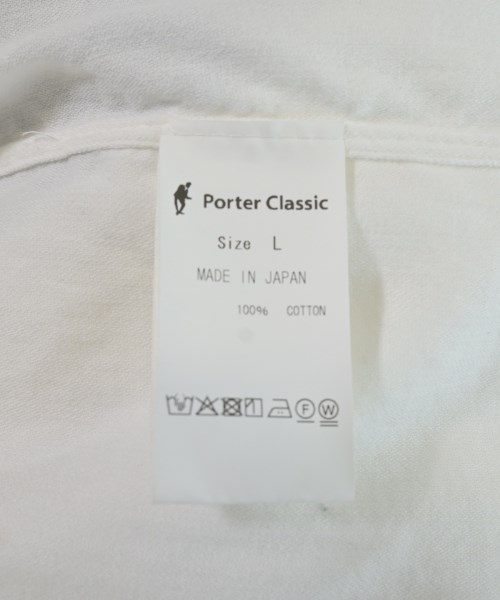 Porter Classic
Size L
MADE IN JAPAN
100% COTTON
F W